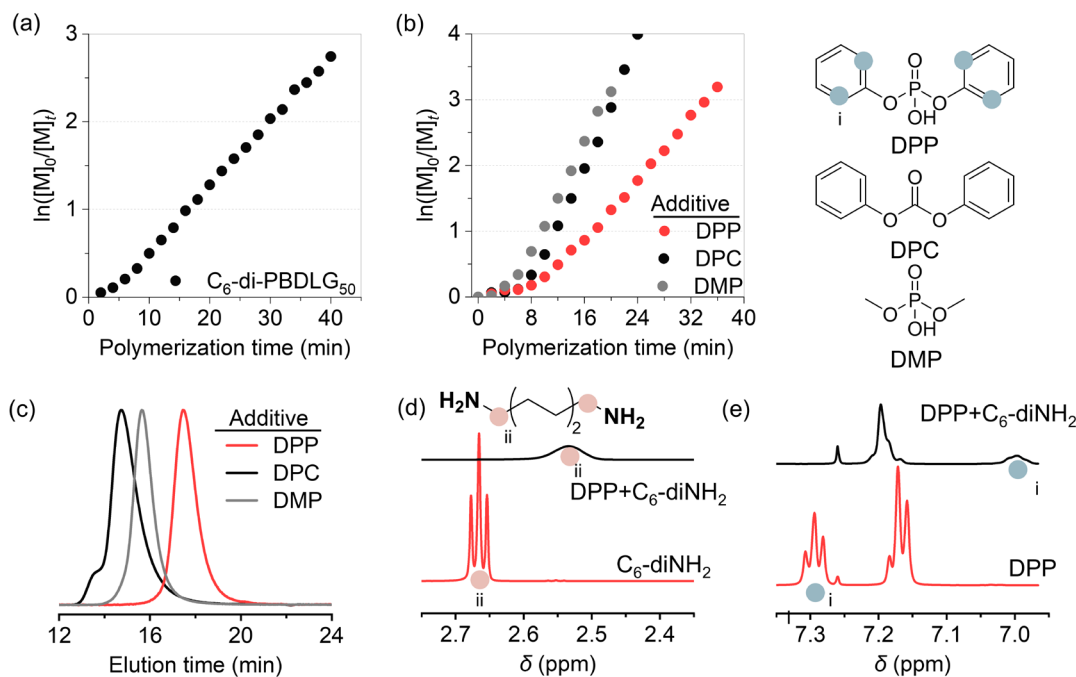 (a)
3
2
1
0
ln([M]₀/[M]ₜ)
C₆-di-PBDLG₅₀
0 10 20 30 40
Polymerization time (min)
(b)
4
3
2
1
0
ln([M]₀/[M]ₜ)
Additive
DPP
DPC
DMP
0 8 16 24 32 40
Polymerization time (min)
O
O P O
OH
i
DPP
O
O O
DPC
O
O P O
OH
DMP
(c)
Additive
DPP
DPC
DMP
12 16 20 24
Elution time (min)
(d)
H₂N
ii
2
NH₂
ii
DPP+C₆-diNH₂
C₆-diNH₂
ii
2.7 2.6 2.5 2.4
δ (ppm)
(e)
DPP+C₆-diNH₂
i
DPP
i
7.3 7.2 7.1 7.0
δ (ppm)